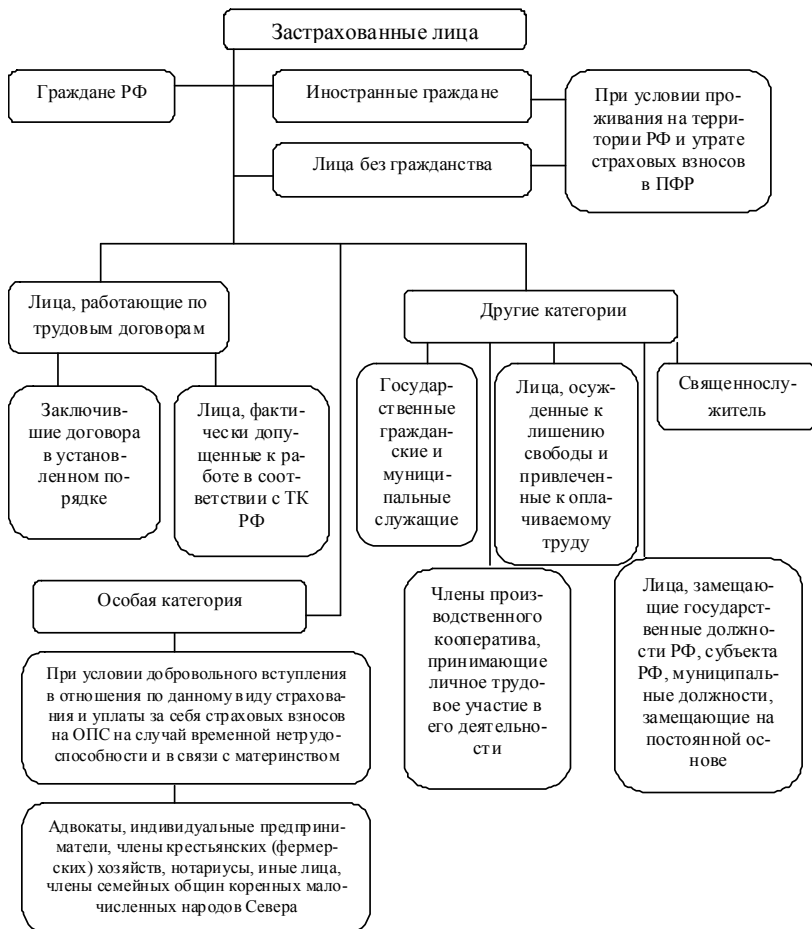 Застрахованные лица
Граждане РФ
Иностранные граждане
При условии про-
живания на терри-
тории РФ и утрате
страховых взносов
в ПФР
Лица без гражданства
Лица, работающие по
трудовым договорам
Другие категории
Заключив-
шие договора
в установ-
ленном по-
рядке
Лица, факти-
чески допу-
щенные к ра-
боте в соот-
ветствии с ТК
РФ
Государ-
ственные
граждан-
ские и
муници-
пальные
служащие
Лица, осуж-
денные к
лишению
свободы и
привлечен-
ные к опла-
чиваемому
труду
Священнослу-
житель
Особая категория
При условии добровольного вступления
в отношения по данному виду страхова-
ния и уплаты за себя страховых взносов
на ОПС на случай временной нетрудо-
способности и в связи с материнством
Адвокаты, индивидуальные предприни-
матели, члены крестьянских (фермер-
ских) хозяйств, нотариусы, иные лица,
члены семейных общин коренных мало-
численных народов Севера
Члены произ-
водственного
кооператива,
принимающие
личное трудо-
вое участие в
его деятельно-
сти
Лица, замещаю-
щие государст-
венные должно-
сти РФ, субъекта
РФ, муниципаль-
ные должности,
замещающие на
постоянной ос-
нове